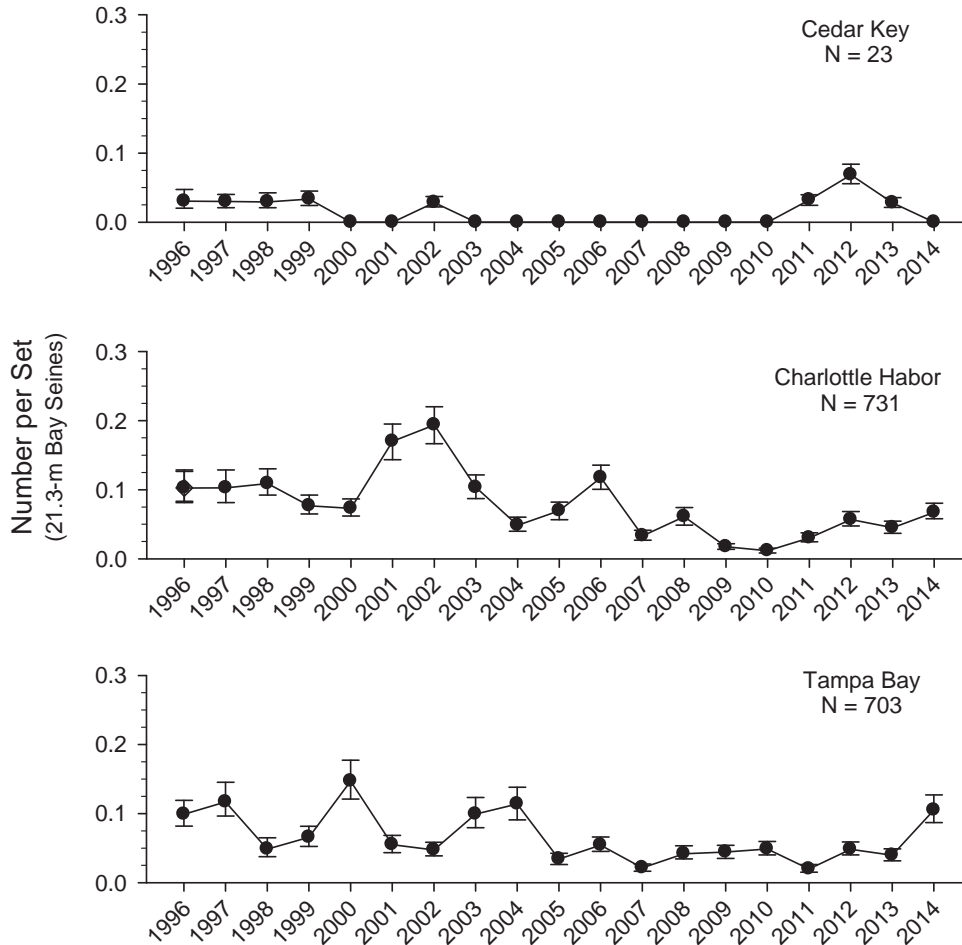 0.3
0.2
0.1
0.0
Cedar Key
N = 23
1996 1997 1998 1999 2000 2001 2002 2003 2004 2005 2006 2007 2008 2009 2010 2011 2012 2013 2014
Number per Set
(21.3-m Bay Seines)
0.3
0.2
0.1
0.0
Charlottle Habor
N = 731
1996 1997 1998 1999 2000 2001 2002 2003 2004 2005 2006 2007 2008 2009 2010 2011 2012 2013 2014
0.3
0.2
0.1
0.0
Tampa Bay
N = 703
1996 1997 1998 1999 2000 2001 2002 2003 2004 2005 2006 2007 2008 2009 2010 2011 2012 2013 2014